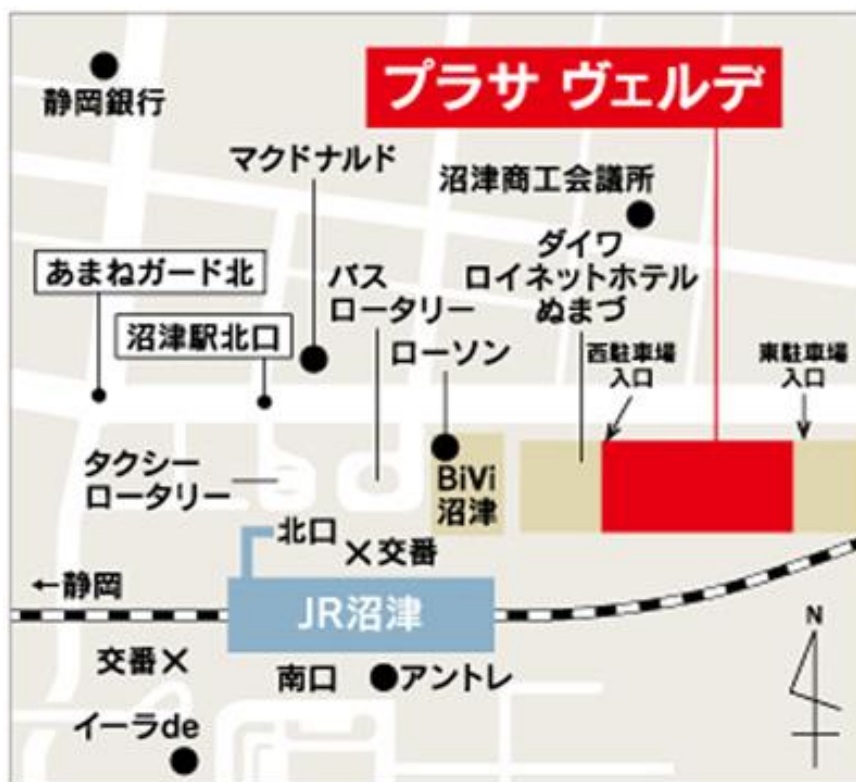 プラサ ヴェルデ
静岡銀行
マクドナルド
沼津商工会議所
ダイワ
ロイネットホテル
ぬまづ
あまねガード北
バス
ロータリー
沼津駅北口
ローソン
西駐車場
入口
東駐車場
入口
タクシー
ロータリー
BiVi
沼津
北口
交番
←静岡
JR沼津
N
交番
南口
アントレ
イーラde